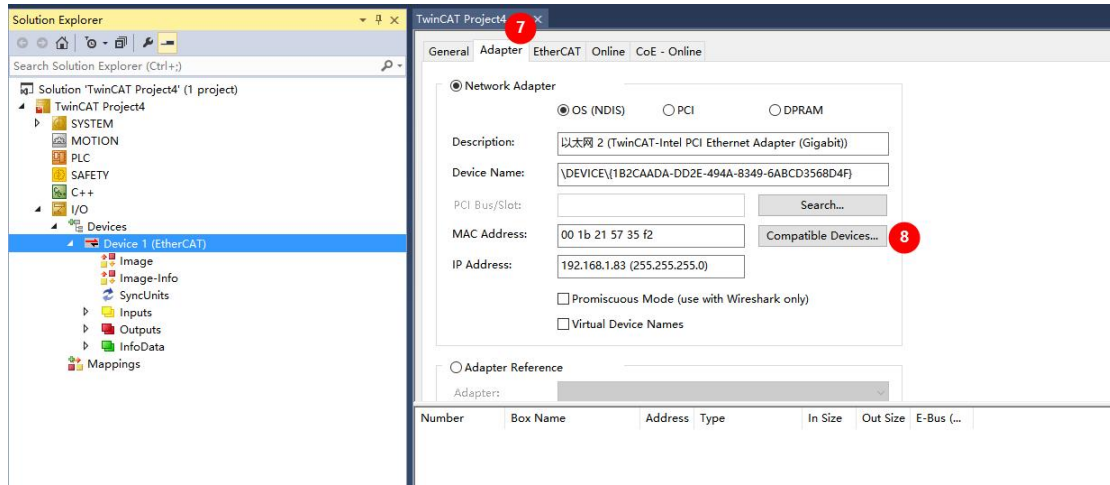 Solution Explorer
Search Solution Explorer (Ctrl+;)
Solution 'TwinCAT Project4' (1 project)
TwinCAT Project4
SYSTEM
MOTION
PLC
SAFETY
C++
I/O
Devices
Device 1 (EtherCAT)
Image
Image-Info
SyncUnits
Inputs
Outputs
InfoData
Mappings
TwinCAT Project4
7
General Adapter EtherCAT Online CoE - Online
Network Adapter
OS (NDIS) PCI DPRAM
Description: 以太网 2 (TwinCAT-Intel PCI Ethernet Adapter (Gigabit))
Device Name: \DEVICE\{1B2CAADA-DD2E-494A-8349-6ABCD3568D4F}
PCI Bus/Slot: Search...
MAC Address: 00 1b 21 57 35 f2 Compatible Devices... 8
IP Address: 192.168.1.83 (255.255.255.0)
Promiscuous Mode (use with Wireshark only)
Virtual Device Names
Adapter Reference
Adapter:
Number Box Name Address Type In Size Out Size E-Bus (...